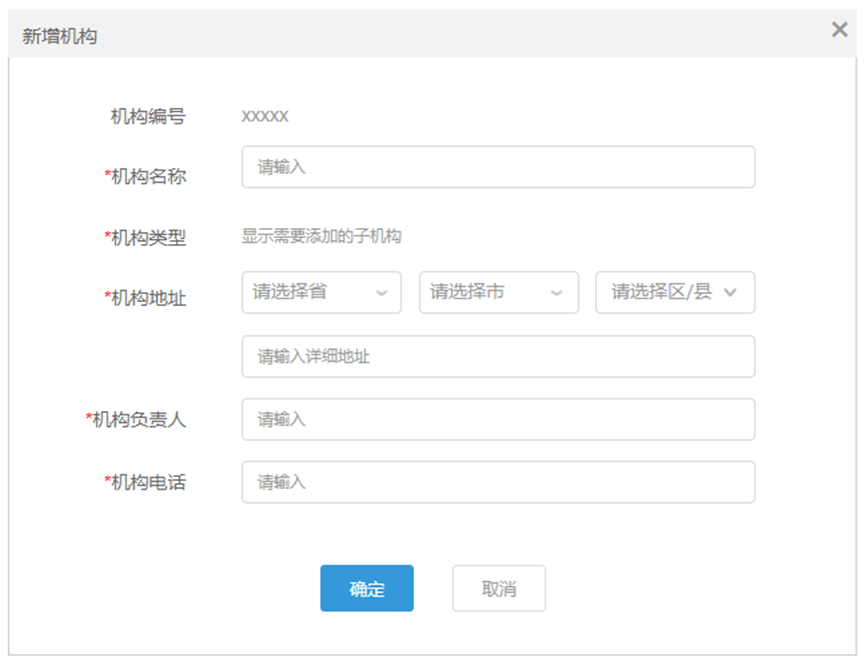 新增机构
机构编号 xxxxx
*机构名称 请输入
*机构类型 显示需要添加的子机构
*机构地址 请选择省 请选择市 请选择区/县
请输入详细地址
*机构负责人 请输入
*机构电话 请输入
确定 取消